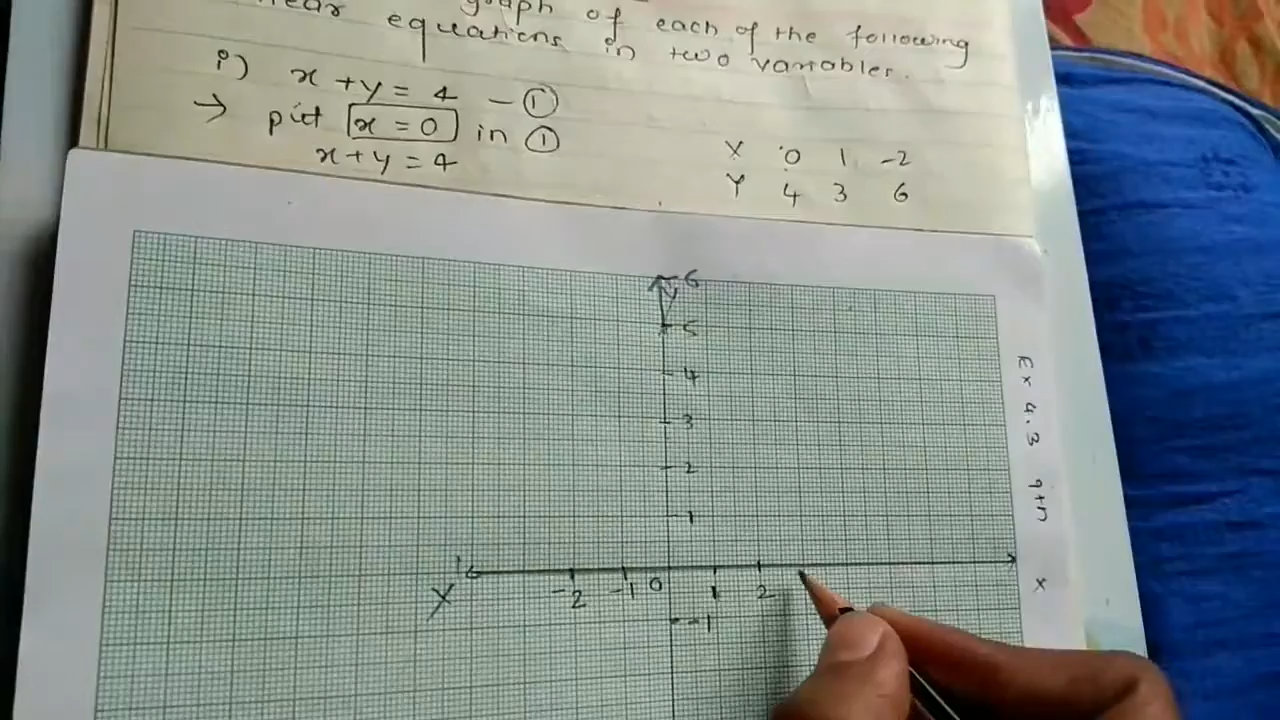 graph of each of the following
equations in two variables.
i) x + y = 4 - ①
→ put x = 0 in ①
x + y = 4
X 0 1 -2
Y 4 3 6
6
Y
5
4
3
2
1
X -2 -1 0 1 2
-1
Ex 4.3 9th
x